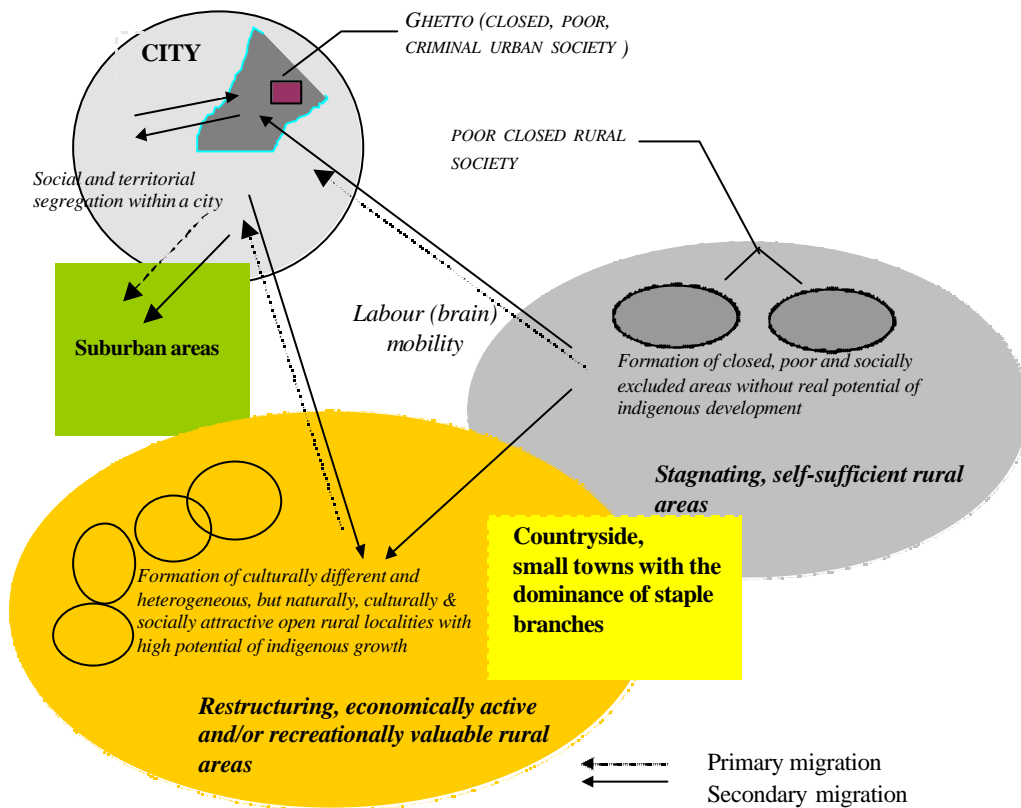 GHETTO (CLOSED, POOR,
CRIMINAL URBAN SOCIETY )
CITY
POOR CLOSED RURAL
SOCIETY
Social and territorial
segregation within a city
Labour (brain)
mobility
Suburban areas
Formation of closed, poor and socially
excluded areas without real potential of
indigenous development
Stagnating, self-sufficient rural
areas
Countryside,
small towns with the
dominance of staple
branches
Formation of culturally different and
heterogeneous, but naturally, culturally &
socially attractive open rural localities with
high potential of indigenous growth
Restructuring, economically active
and/or recreationally valuable rural
areas
Primary migration
Secondary migration